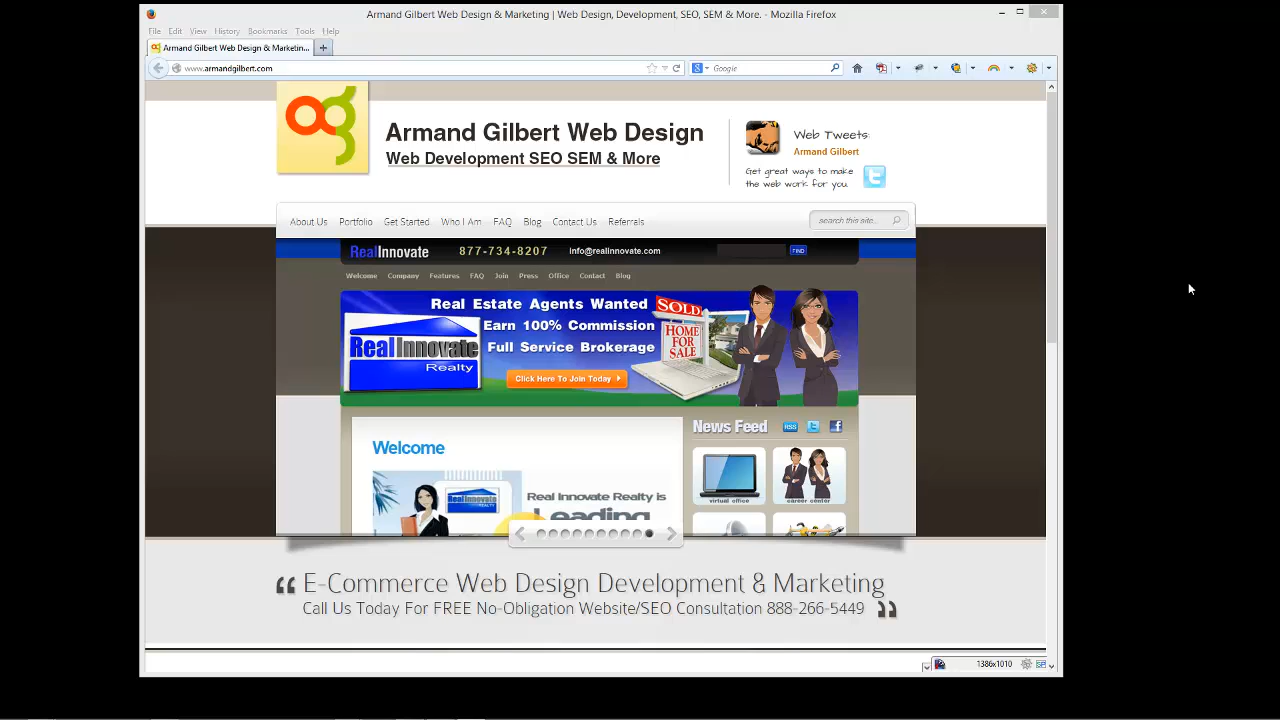 Armand Gilbert Web Design & Marketing | Web Design, Development, SEO, SEM & More. - Mozilla Firefox
File Edit View History Bookmarks Tools Help
Armand Gilbert Web Design & Marketin... +
www.armandgilbert.com
Google
ag
Armand Gilbert Web Design
Web Development SEO SEM & More
Web Tweets:
Armand Gilbert
Get great ways to make
the web work for you.
About Us Portfolio Get Started Who I Am FAQ Blog Contact Us Referrals
search this site...
RealInnovate 877-734-8207 info@realinnovate.com FIND
Welcome Company Features FAQ Join Press Office Contact Blog
Real Estate Agents Wanted
Earn 100% Commission
Full Service Brokerage
Click Here To Join Today
RealInnovate
Realty
SOLD
HOME
FOR
SALE
Welcome
Real Innovate Realty is
Leading
News Feed RSS
virtual office career center
“ E-Commerce Web Design Development & Marketing
Call Us Today For FREE No-Obligation Website/SEO Consultation 888-266-5449 ”
1386x1010